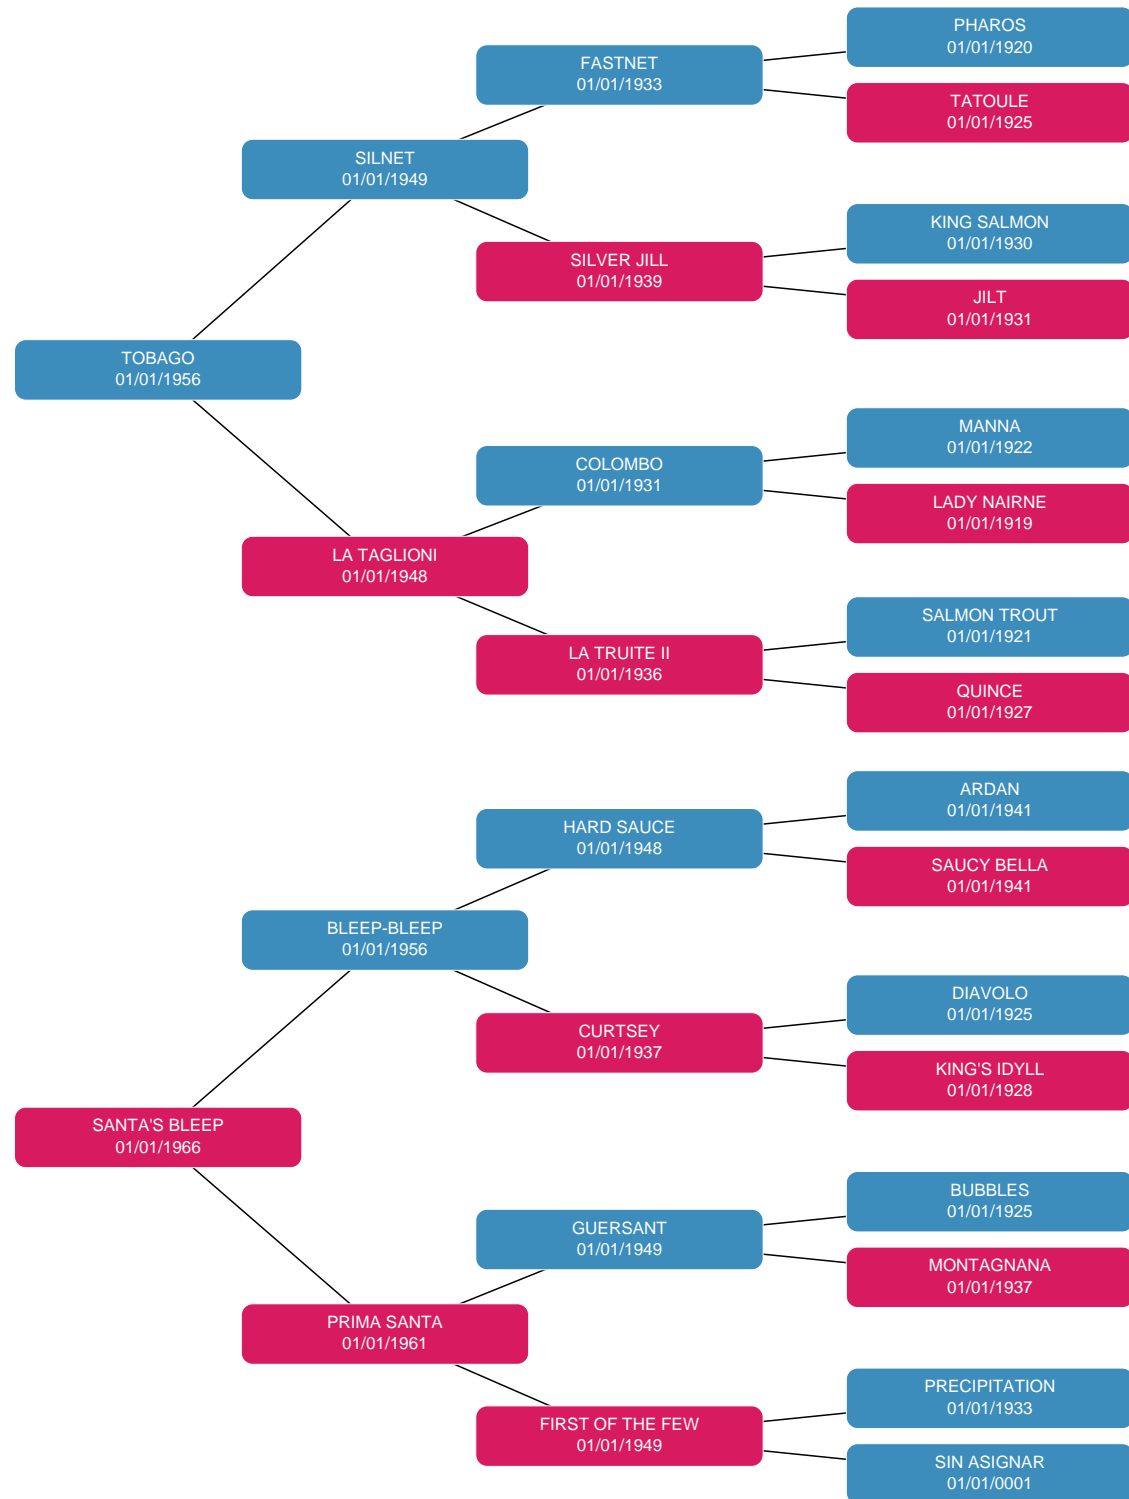 PHAROS
01/01/1920
FASTNET
01/01/1933
TATOULE
01/01/1925
SILNET
01/01/1949
KING SALMON
01/01/1930
SILVER JILL
01/01/1939
JILT
01/01/1931
TOBAGO
01/01/1956
MANNA
01/01/1922
COLOMBO
01/01/1931
LADY NAIRNE
01/01/1919
LA TAGLIONI
01/01/1948
SALMON TROUT
01/01/1921
LA TRUITE II
01/01/1936
QUINCE
01/01/1927
ARDAN
01/01/1941
HARD SAUCE
01/01/1948
SAUCY BELLA
01/01/1941
BLEEP-BLEEP
01/01/1956
DIAVOLO
01/01/1925
CURTSEY
01/01/1937
KING'S IDYLL
01/01/1928
SANTA'S BLEEP
01/01/1966
BUBBLES
01/01/1925
GUERSANT
01/01/1949
MONTAGNANA
01/01/1937
PRIMA SANTA
01/01/1961
PRECIPITATION
01/01/1933
FIRST OF THE FEW
01/01/1949
SIN ASIGNAR
01/01/0001